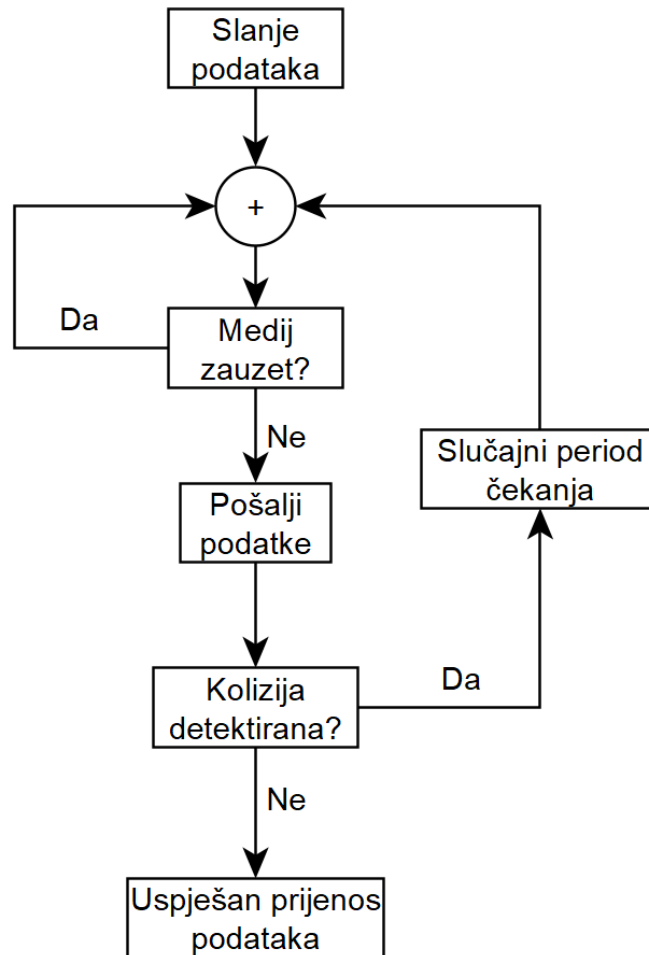 Slanje
podataka
+
Da
Medij
zauzet?
Ne
Slučajni period
čekanja
Pošalji
podatke
Kolizija
detektirana?
Da
Ne
Uspješan prijenos
podataka